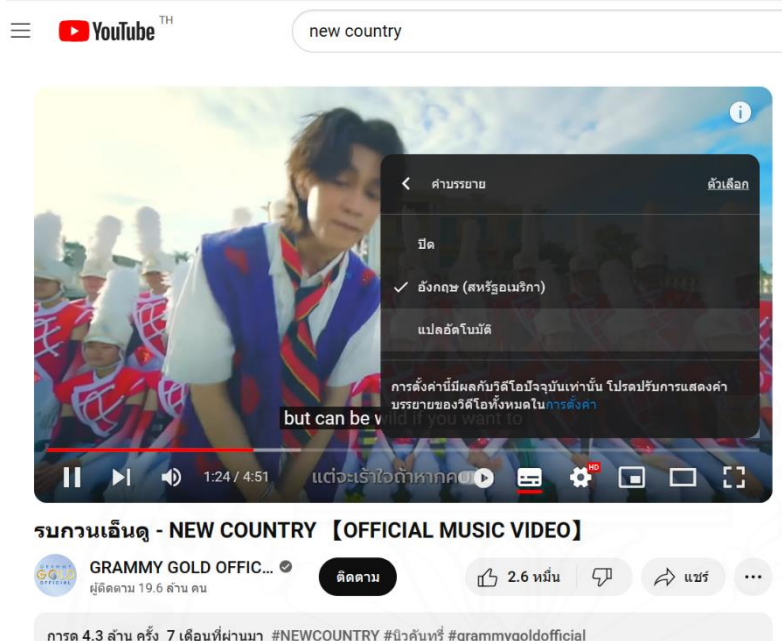 YouTube TH
new country
คำบรรยาย
ตัวเลือก
ปิด
อังกฤษ (สหรัฐอเมริกา)
แปลอัตโนมัติ
การตั้งค่านี้มีผลกับวิดีโอปัจจุบันเท่านั้น โปรดปรับการแสดงคำ
บรรยายของวิดีโอทั้งหมดในการตั้งค่า
but can be wild if you want to
1:24 / 4:51
แต่จะเร้าใจถ้าหากคุณ
HD
รบกวนเอ็นดู - NEW COUNTRY 【OFFICIAL MUSIC VIDEO】
GRAMMY GOLD OFFIC...
ผู้ติดตาม 19.6 ล้าน คน
ติดตาม
2.6 หมื่น
แชร์
การดู 4.3 ล้าน ครั้ง 7 เดือนที่ผ่านมา #NEWCOUNTRY #นิวคันทรี่ #grammygoldofficial